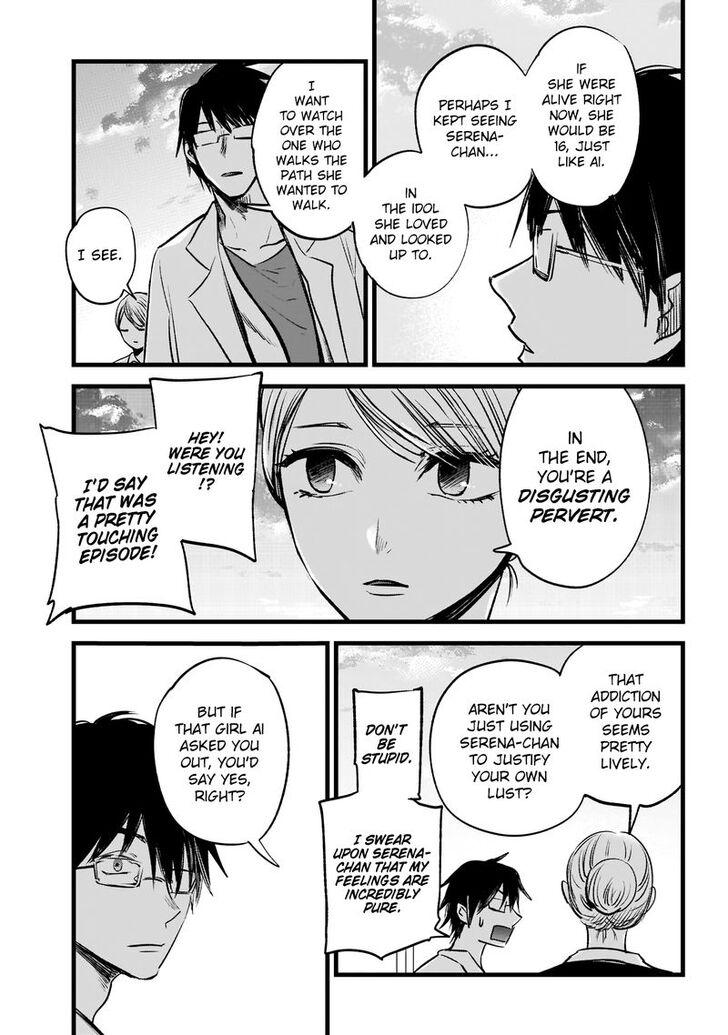 IF
SHE WERE
ALIVE RIGHT
NOW, SHE
WOULD BE
16, JUST
LIKE AI.
PERHAPS I
KEPT SEEING
SERENA-
CHAN...
IN
THE IDOL
SHE LOVED
AND LOOKED
UP TO.
I
WANT
TO WATCH
OVER THE
ONE WHO
WALKS THE
PATH SHE
WANTED TO
WALK.
I SEE.
IN
THE END,
YOU'RE A
DISGUSTING
PERVERT.
HEY!
WERE YOU
LISTENING
!?
I'D SAY
THAT WAS
A PRETTY
TOUCHING
EPISODE!
THAT
ADDICTION
OF YOURS
SEEMS
PRETTY
LIVELY.
AREN'T YOU
JUST USING
SERENA-CHAN
TO JUSTIFY
YOUR OWN
LUST?
DON'T
BE
STUPID.
I SWEAR
UPON SERENA-
CHAN THAT MY
FEELINGS ARE
INCREDIBLY
PURE.
BUT IF
THAT GIRL AI
ASKED YOU
OUT, YOU'D
SAY YES,
RIGHT?